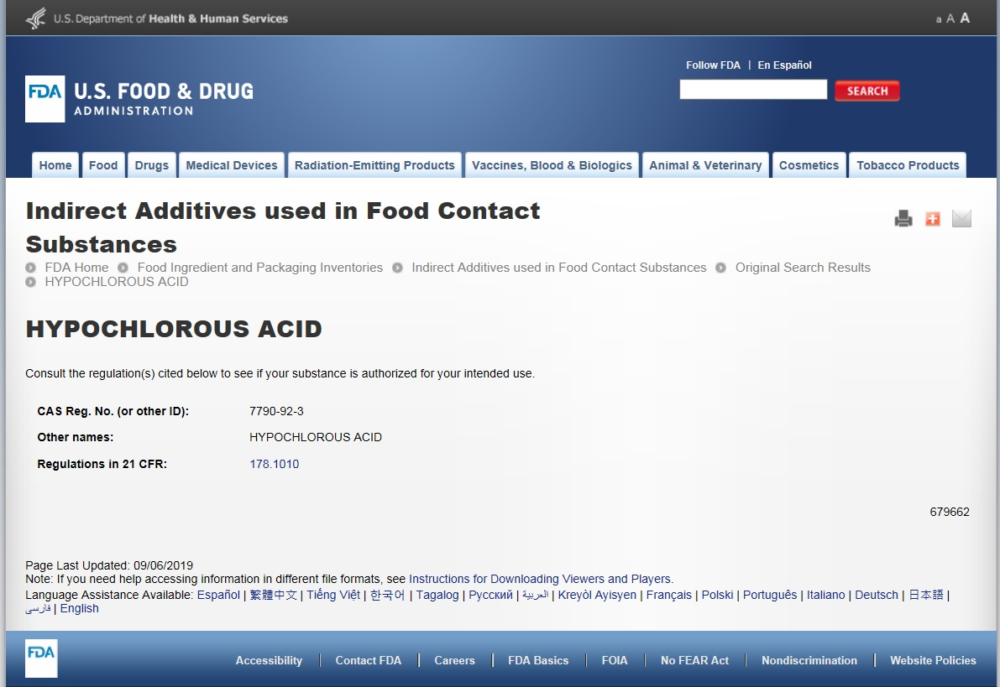 U.S. Department of Health & Human Services
a A A
Follow FDA | En Español
FDA U.S. FOOD & DRUG
ADMINISTRATION
SEARCH
Home Food Drugs Medical Devices Radiation-Emitting Products Vaccines, Blood & Biologics Animal & Veterinary Cosmetics Tobacco Products
Indirect Additives used in Food Contact
Substances
FDA Home Food Ingredient and Packaging Inventories Indirect Additives used in Food Contact Substances Original Search Results
HYPOCHLOROUS ACID
HYPOCHLOROUS ACID
Consult the regulation(s) cited below to see if your substance is authorized for your intended use.
CAS Reg. No. (or other ID): 7790-92-3
Other names: HYPOCHLOROUS ACID
Regulations in 21 CFR: 178.1010
679662
Page Last Updated: 09/06/2019
Note: If you need help accessing information in different file formats, see Instructions for Downloading Viewers and Players.
Language Assistance Available: Español | 繁體中文 | Tiếng Việt | 한국어 | Tagalog | Русский | العربية | Kreyòl Ayisyen | Français | Polski | Português | Italiano | Deutsch | 日本語 |
فارسی | English
FDA
Accessibility | Contact FDA | Careers | FDA Basics | FOIA | No FEAR Act | Nondiscrimination | Website Policies